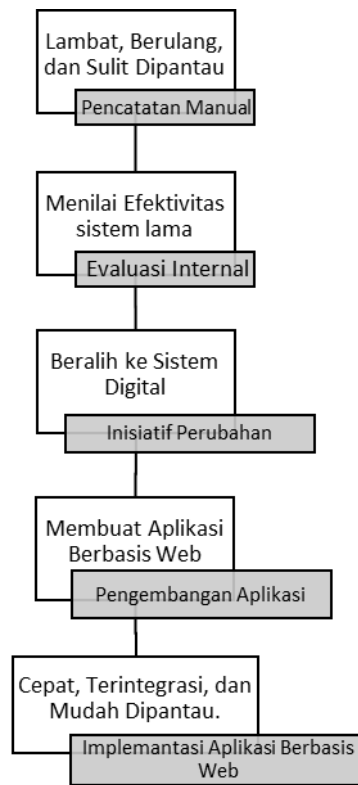 Lambat, Berulang,
dan Sulit Dipantau
Pencatatan Manual
Menilai Efektivitas
sistem lama
Evaluasi Internal
Beralih ke Sistem
Digital
Inisiatif Perubahan
Membuat Aplikasi
Berbasis Web
Pengembangan Aplikasi
Cepat, Terintegrasi, dan
Mudah Dipantau.
Implemantasi Aplikasi Berbasis
Web